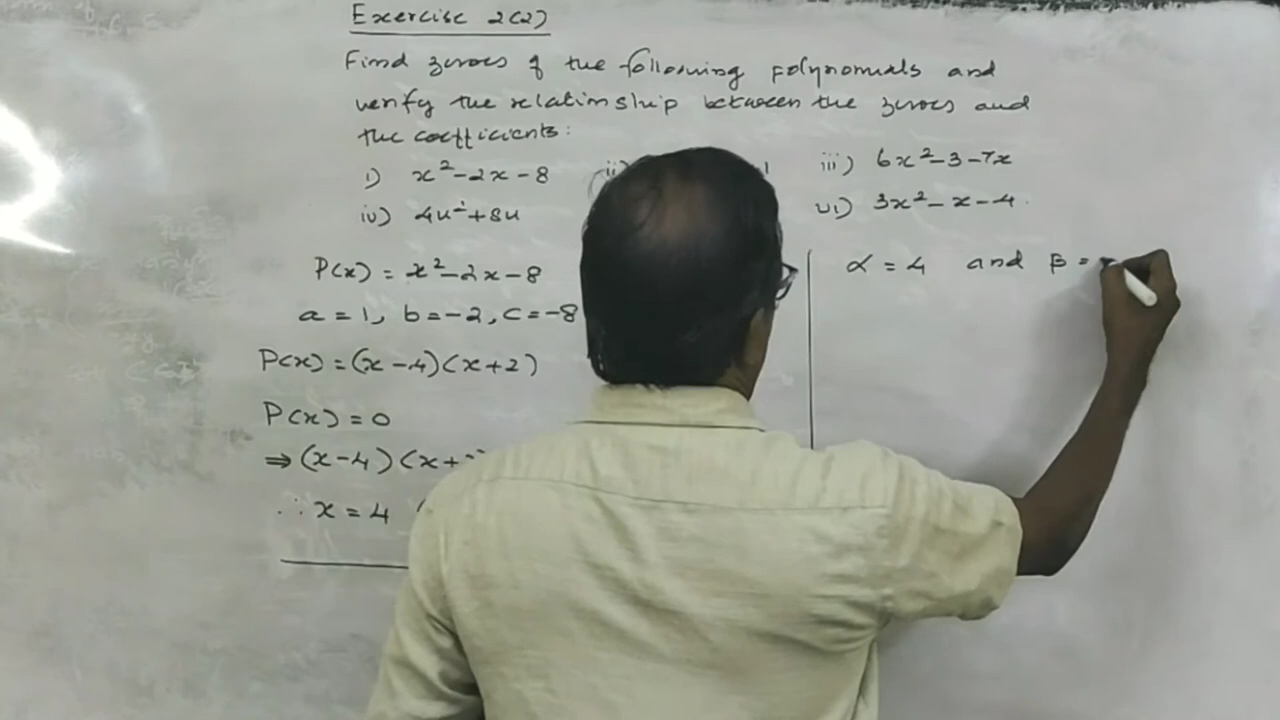 Exercise 2(2)
Find zeroes of the following polynomials and
verify the relationship between the zeroes and
the coefficients:
i) x²-2x-8 iii) 6x²-3-7x
iv) 4u²+8u vi) 3x²-x-4.
P(x) = x²-2x-8
a = 1, b=-2, c=-8
P(x) = (x-4)(x+2)
P(x) = 0
⇒ (x-4)(x+
∴ x = 4
α = 4 and β =